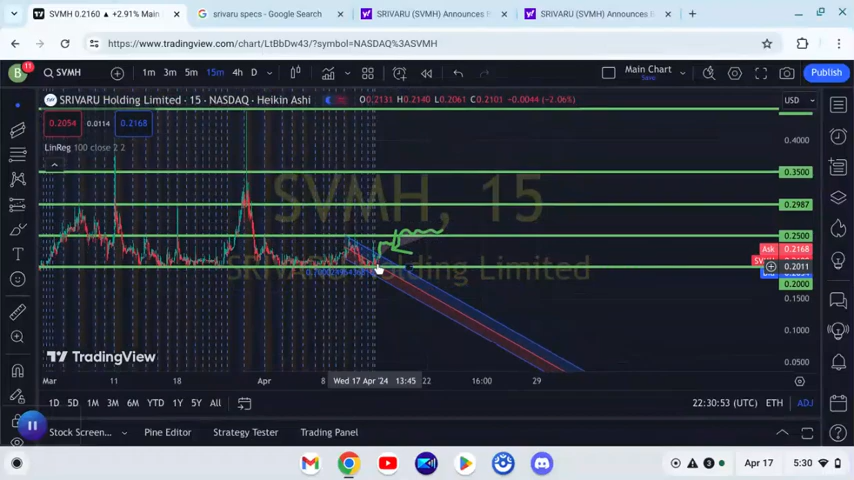 SVMH 0.2160 ▲ +2.91% Main
srivaru specs - Google Search
SRIVARU (SVMH) Announces
SRIVARU (SVMH) Announces
https://www.tradingview.com/chart/LtBbDw43/?symbol=NASDAQ%3ASVMH
B 11 SVMH 1m 3m 5m 15m 4h D Main Chart Save Publish
SRIVARU Holding Limited · 15 · NASDAQ · Heikin Ashi O0.2131 H0.2140 L0.2061 C0.2101 -0.0044 (-2.06%) USD
0.2054 0.0114 0.2168
LinReg 100 close 2 2
0.4000
0.3500
0.2987
0.2500
Ask 0.2168
0.2011
0.2000
0.1500
0.1000
0.0500
SVMH, 15
SRIVARU Holding Limited
TradingView
Mar 11 18 Apr 8 Wed 17 Apr '24 13:45 22 16:00 29
1D 5D 1M 3M 6M YTD 1Y 5Y All 22:30:53 (UTC) ETH ADJ
Stock Screen... Pine Editor Strategy Tester Trading Panel
3 Apr 17 5:30